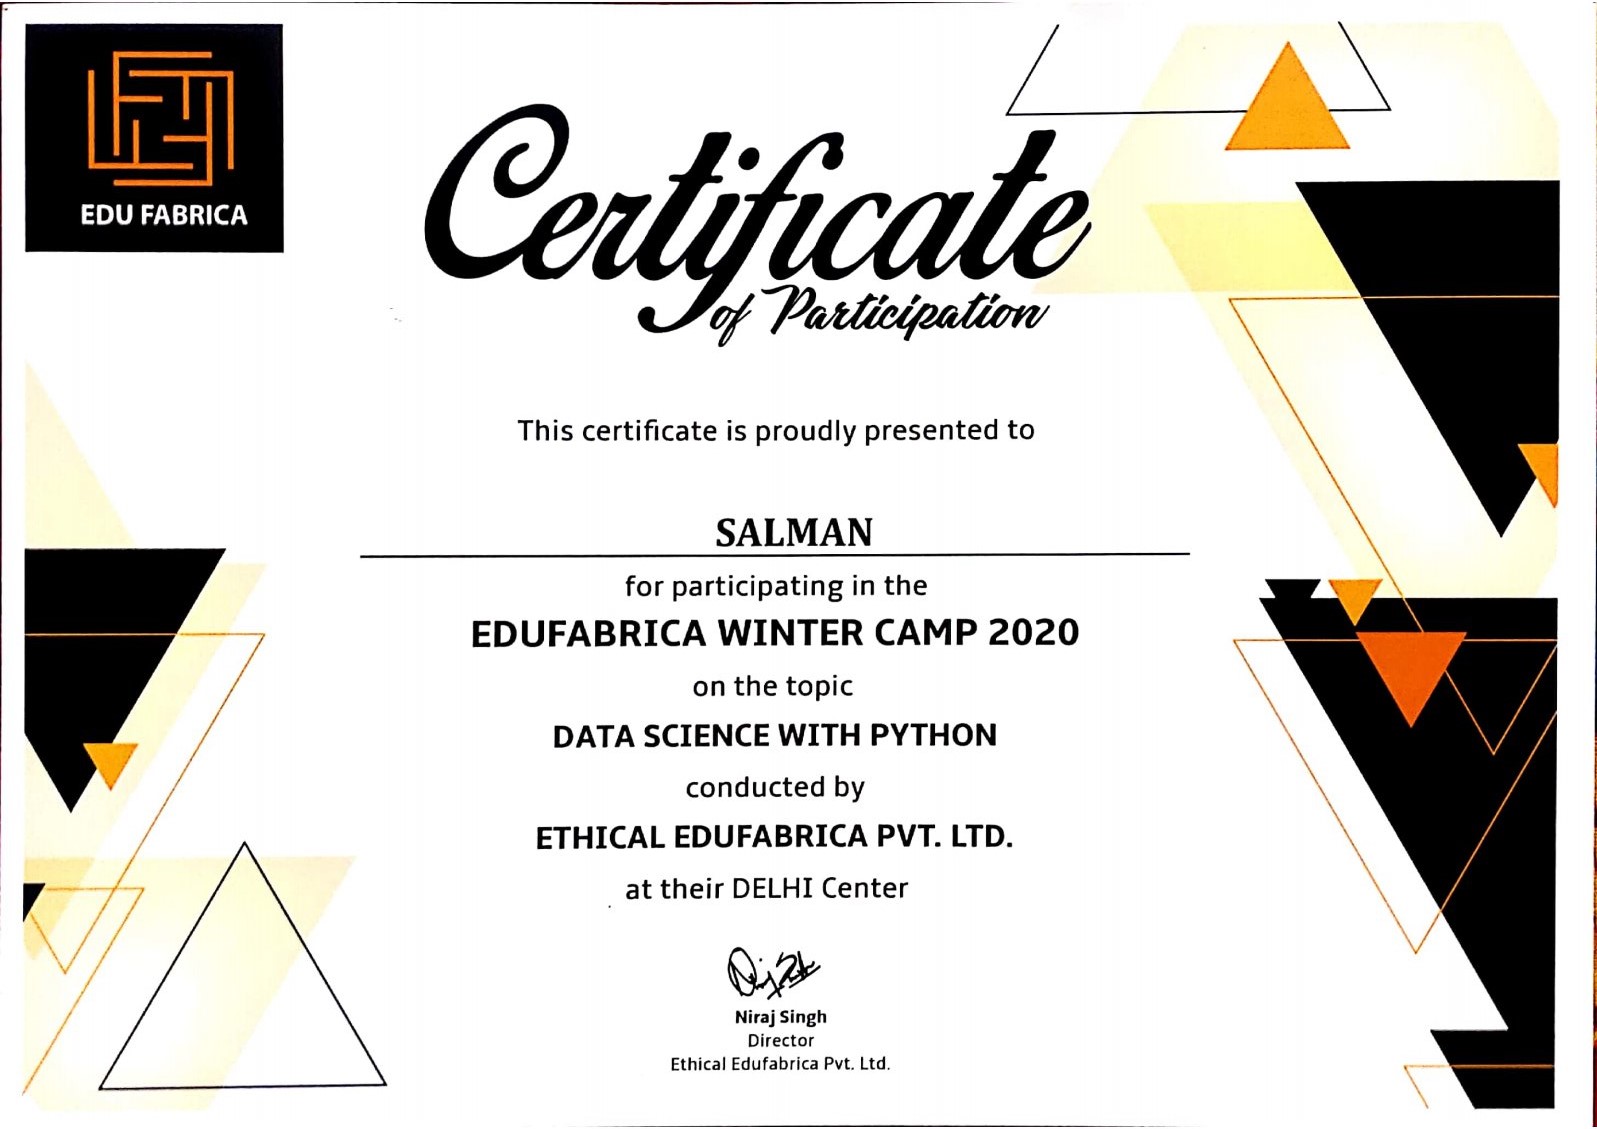 EDU FABRICA
Certificate
of Participation
This certificate is proudly presented to
SALMAN
for participating in the
EDUFABRICA WINTER CAMP 2020
on the topic
DATA SCIENCE WITH PYTHON
conducted by
ETHICAL EDUFABRICA PVT. LTD.
at their DELHI Center
Niraj Singh
Director
Ethical Edufabrica Pvt. Ltd.